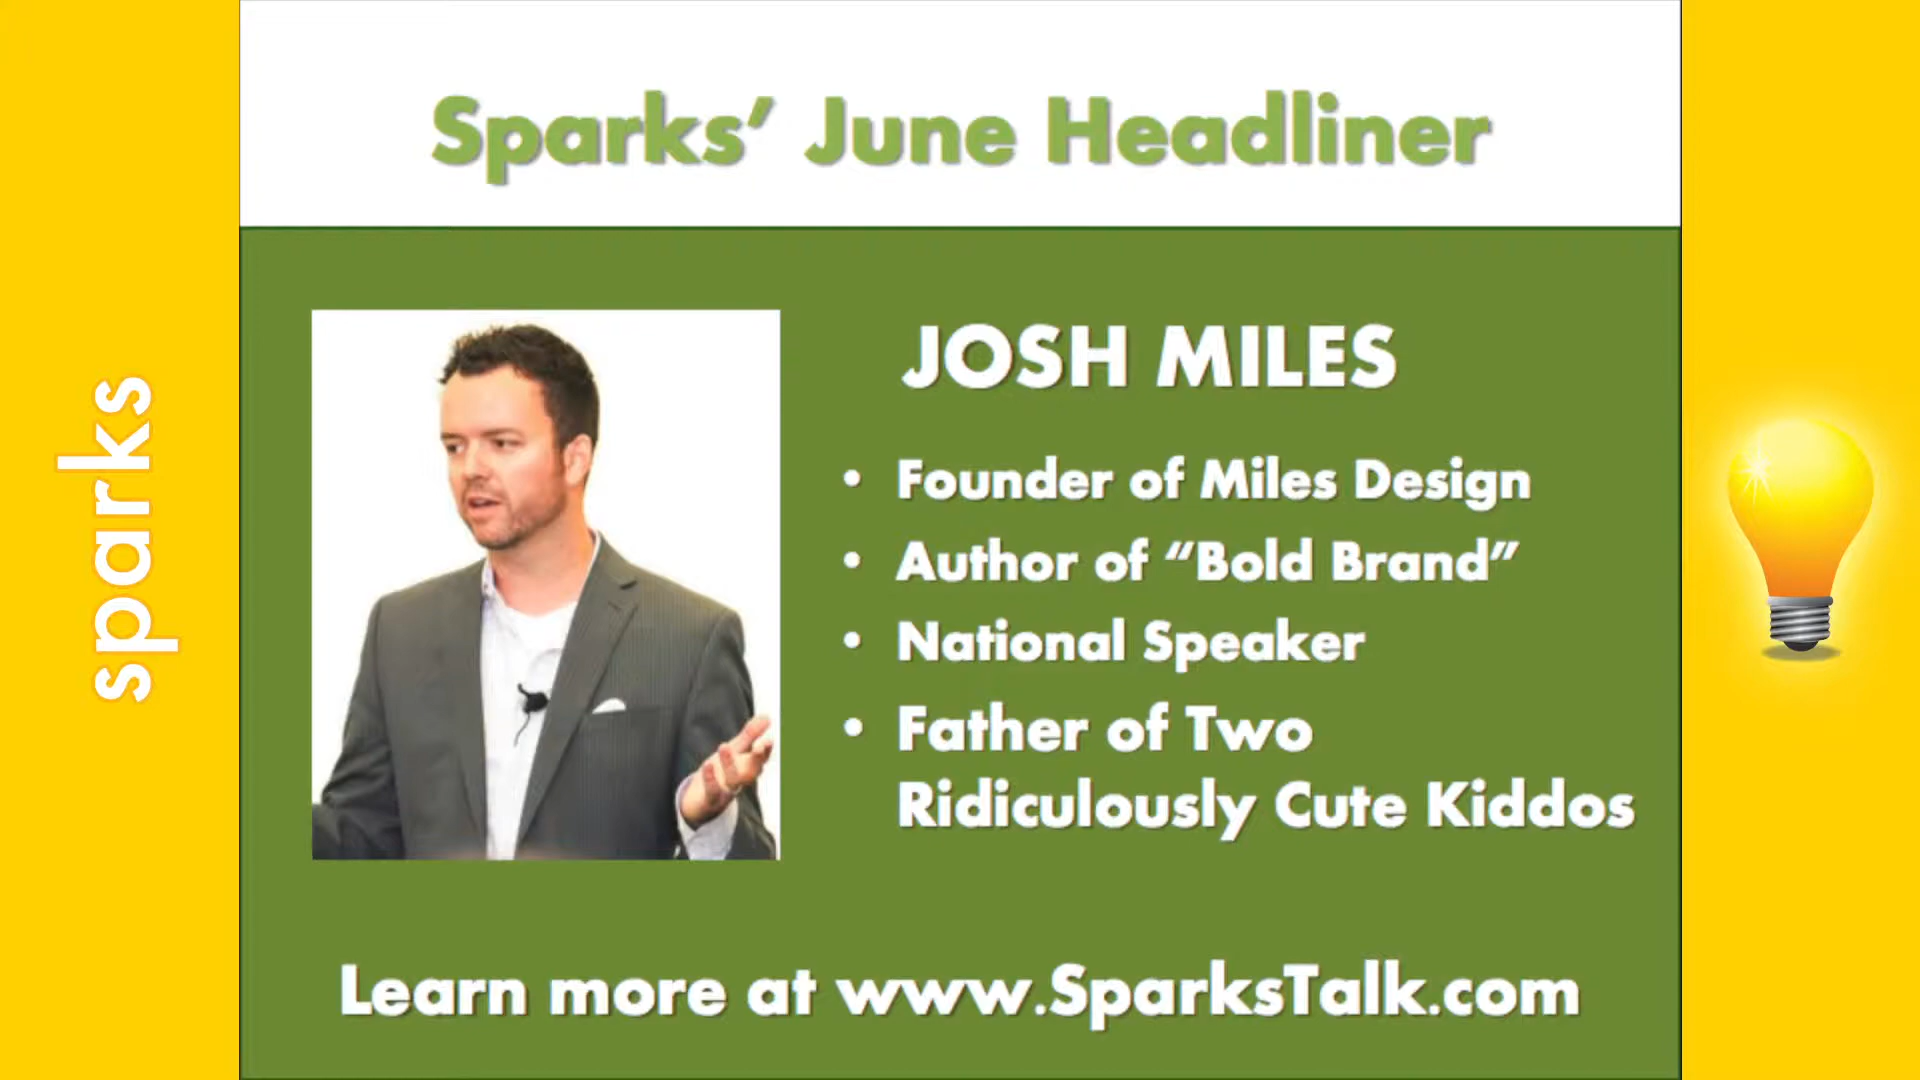 Sparks’ June Headliner
sparks
JOSH MILES
• Founder of Miles Design
• Author of “Bold Brand”
• National Speaker
• Father of Two
Ridiculously Cute Kiddos
Learn more at www.SparksTalk.com